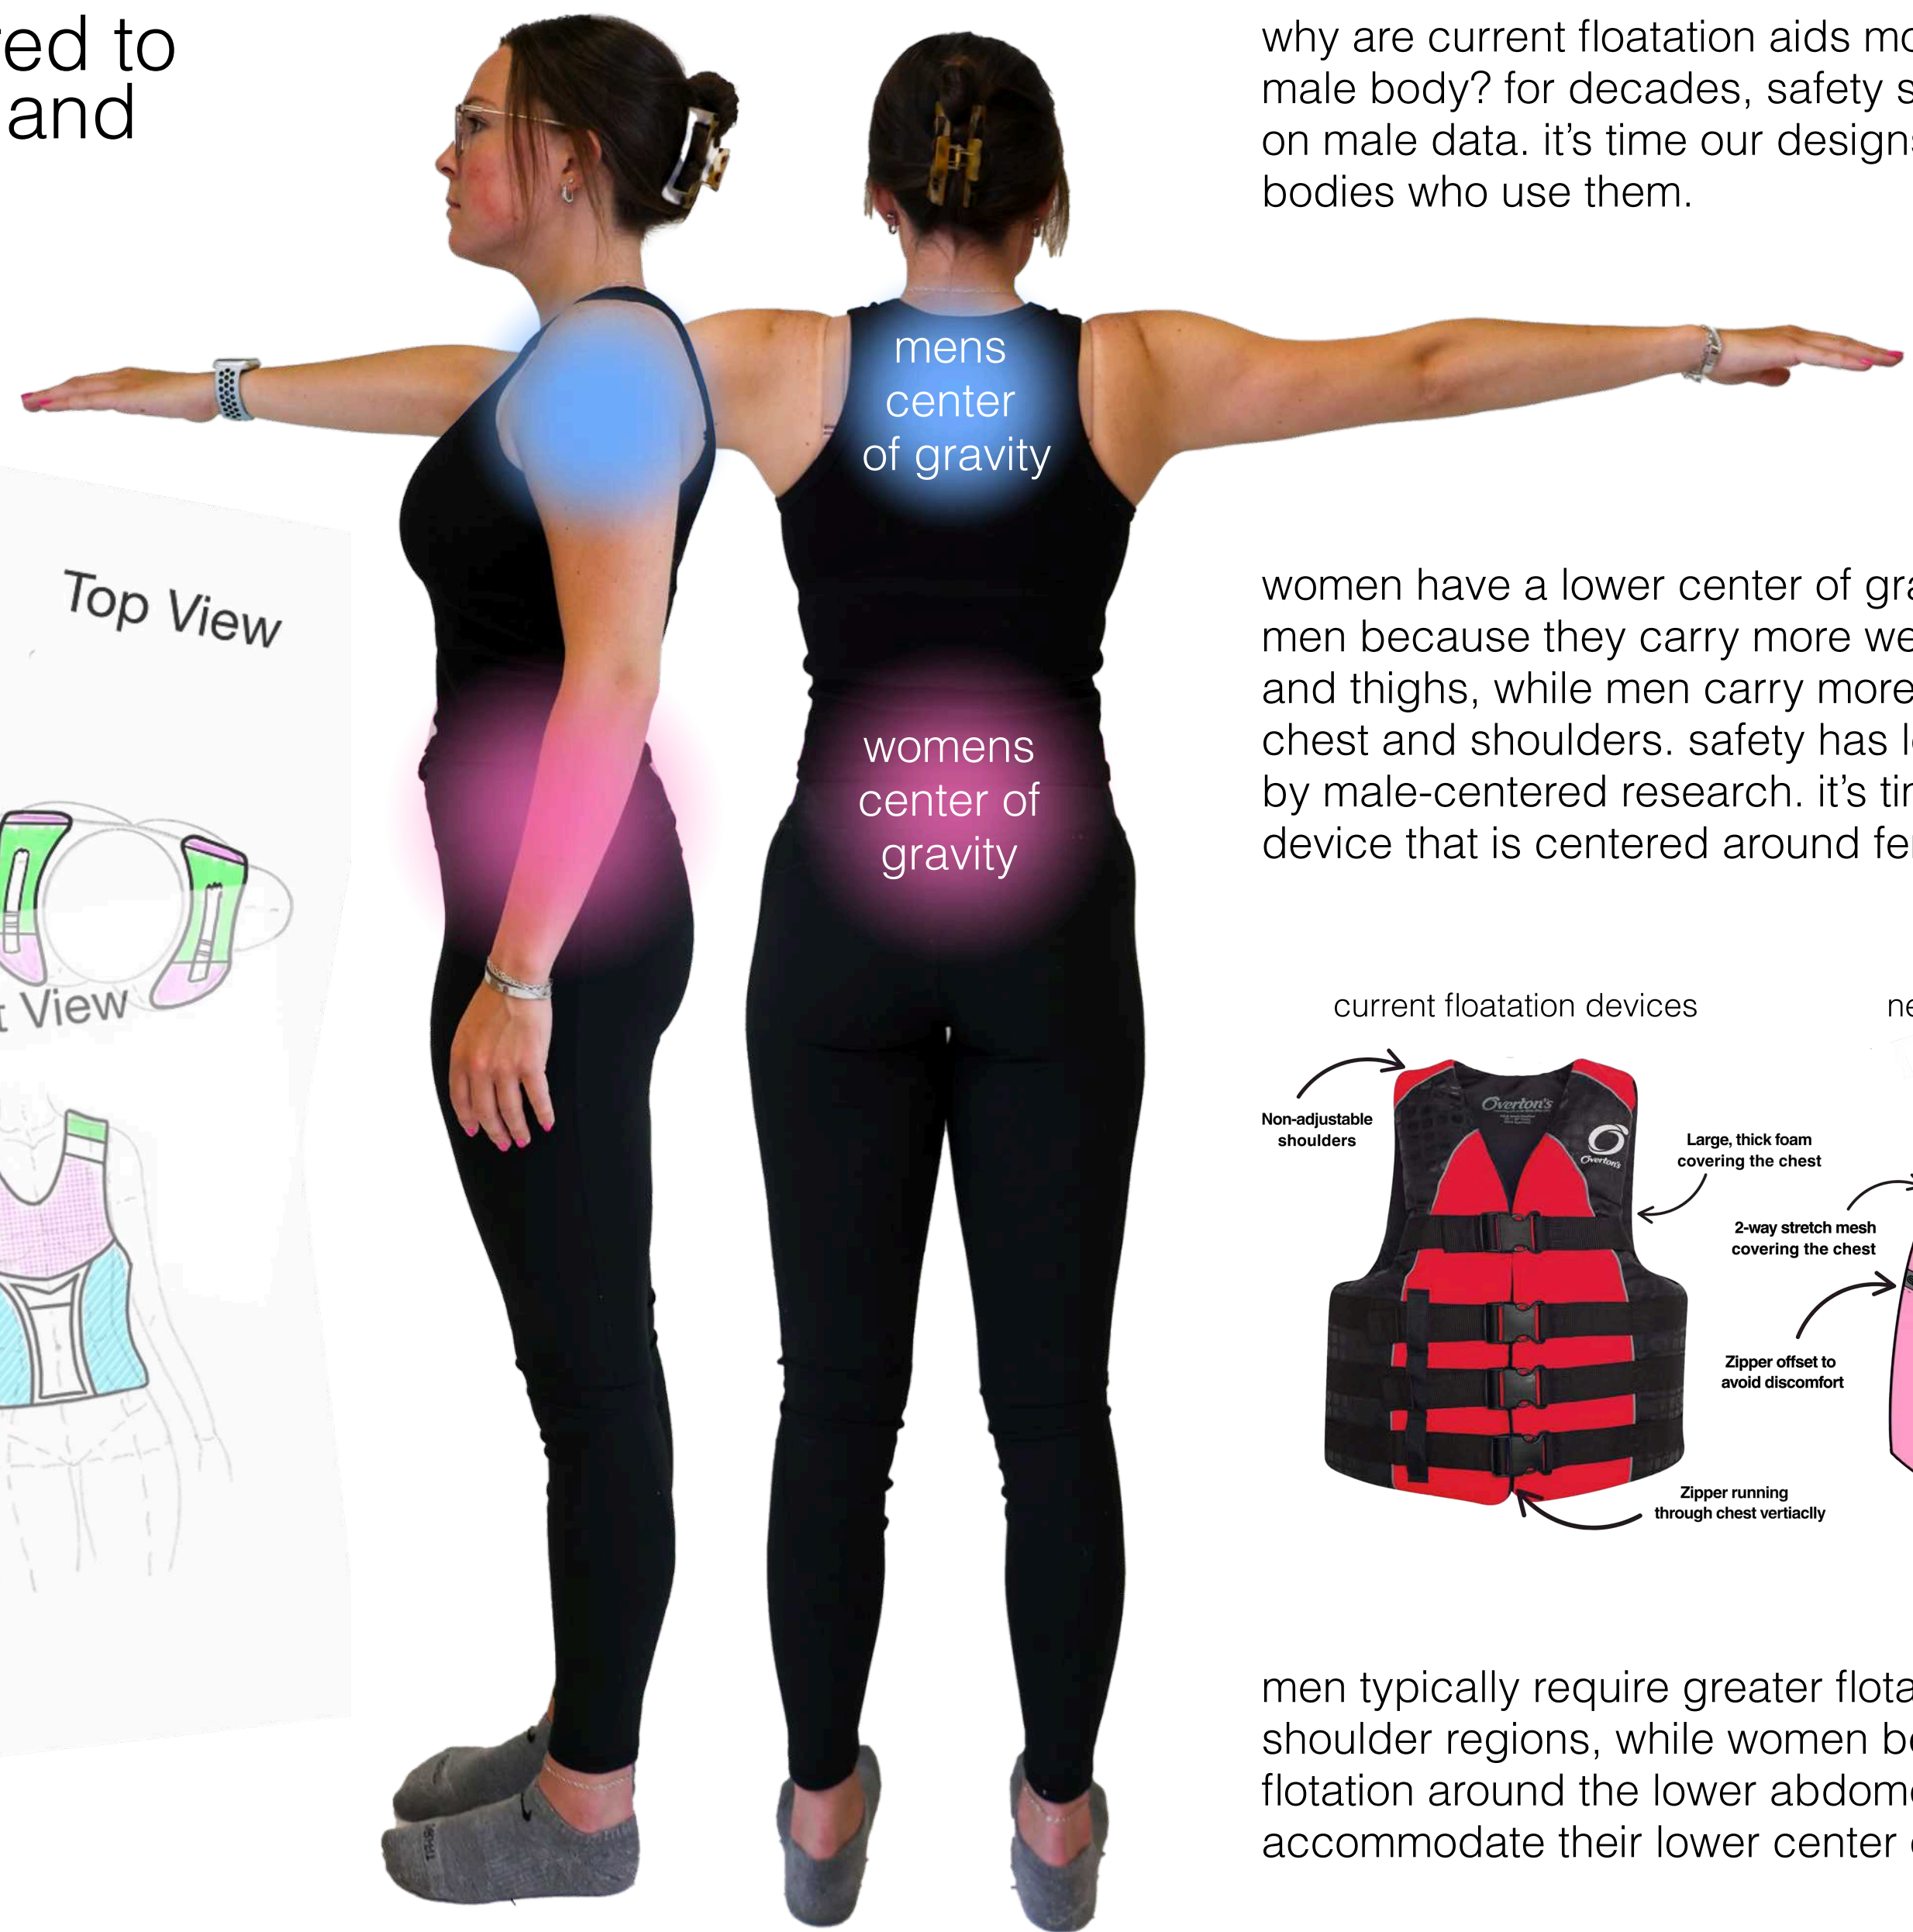 red to
and
why are current floatation aids mo
male body? for decades, safety s
on male data. it's time our designs
bodies who use them.
mens
center
of gravity
Top View
women have a lower center of gra
men because they carry more we
and thighs, while men carry more
chest and shoulders. safety has l
by male-centered research. it's tim
device that is centered around fem
womens
center of
gravity
t View
current floatation devices
ne
Non-adjustable
shoulders
Overton's
Overton's
Large, thick foam
covering the chest
2-way stretch mesh
covering the chest
Zipper offset to
avoid discomfort
Zipper running
through chest vertiaclly
men typically require greater flota
shoulder regions, while women be
flotation around the lower abdome
accommodate their lower center